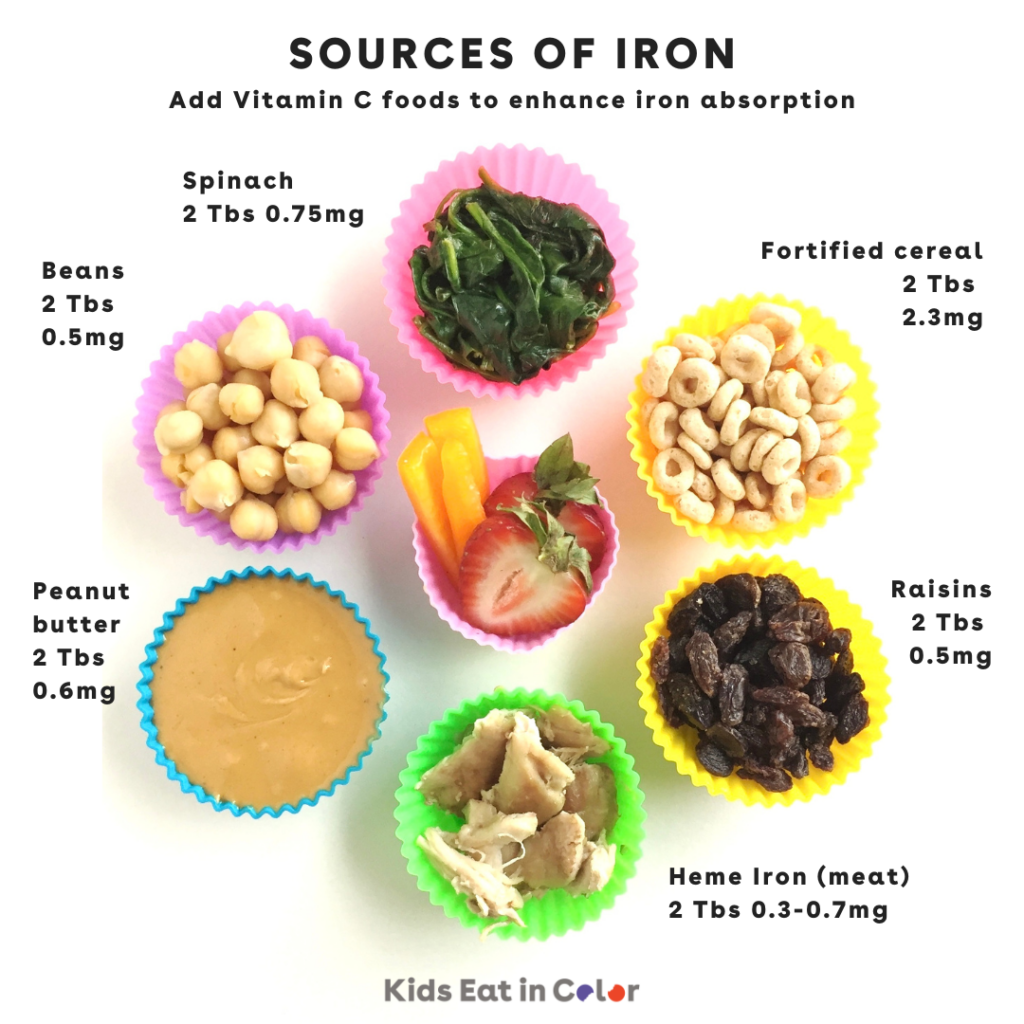 SOURCES OF IRON
Add Vitamin C foods to enhance iron absorption
Spinach
2 Tbs 0.75mg
Beans
2 Tbs
0.5mg
Fortified cereal
2 Tbs
2.3mg
Peanut
butter
2 Tbs
0.6mg
Raisins
2 Tbs
0.5mg
Heme Iron (meat)
2 Tbs 0.3-0.7mg
Kids Eat in Color